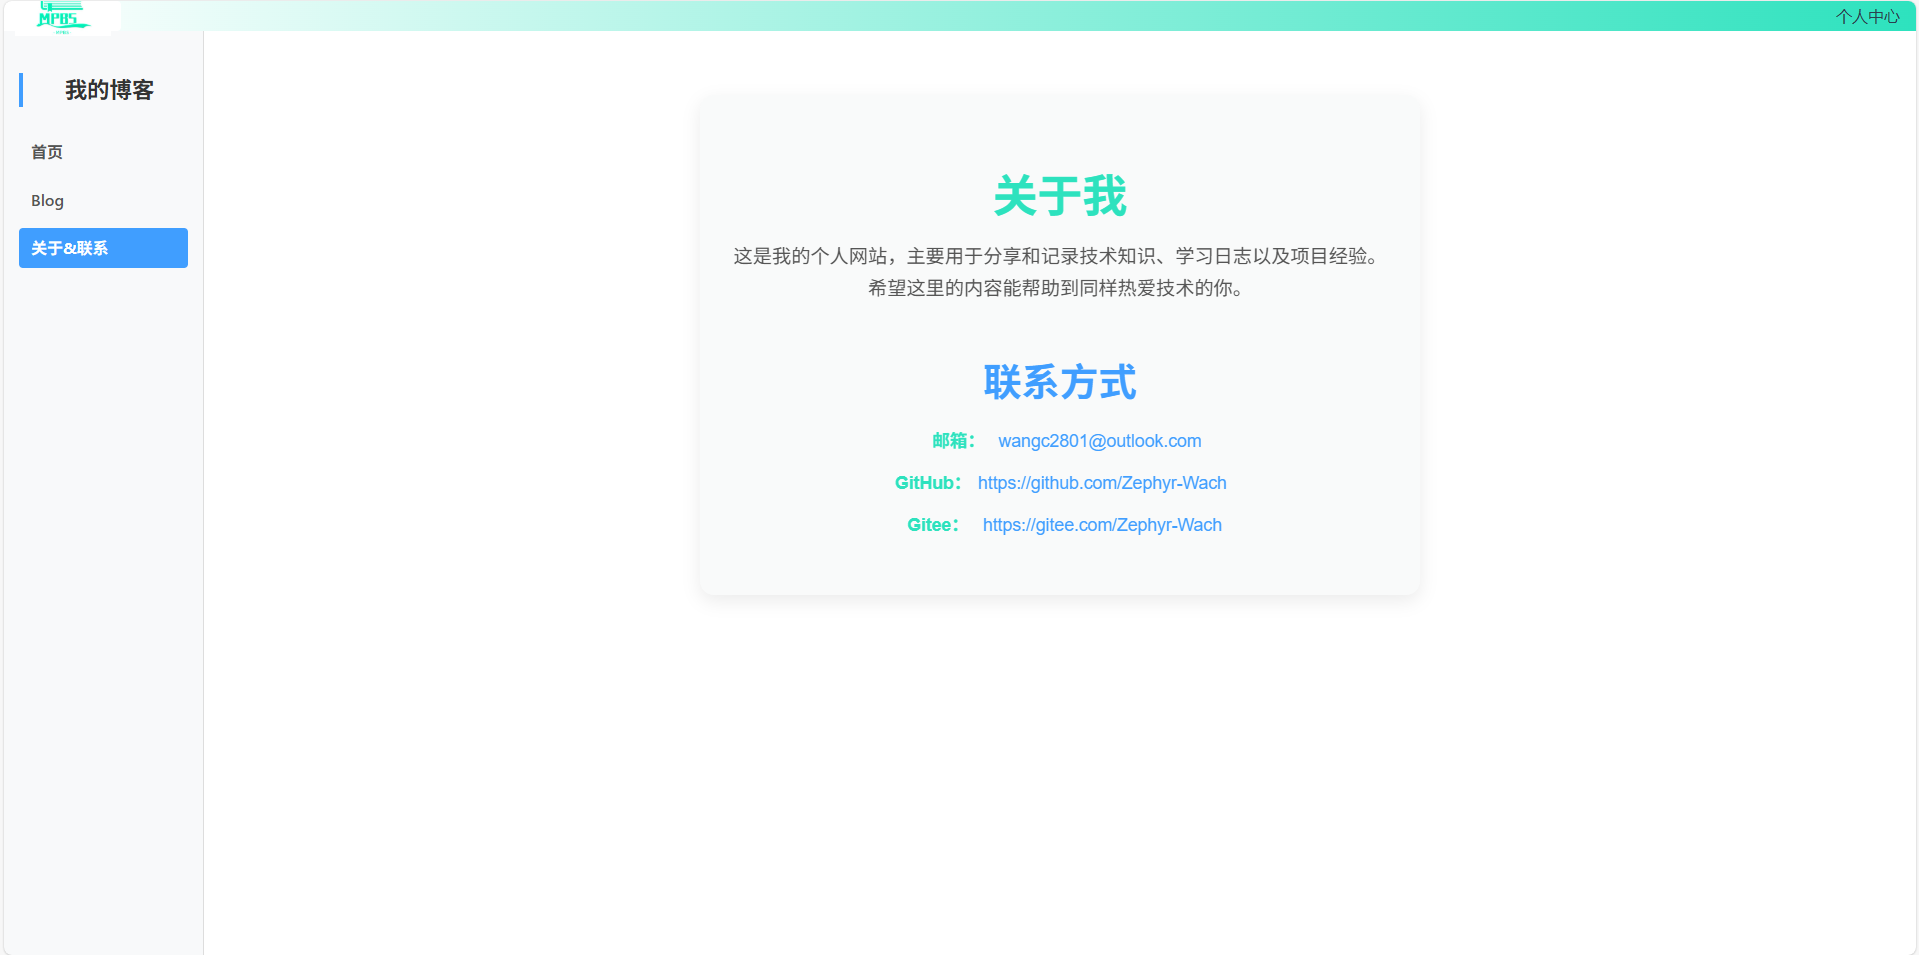 MPBS
个人中心
我的博客
首页
Blog
关于&联系
关于我
这是我的个人网站，主要用于分享和记录技术知识、学习日志以及项目经验。
希望这里的内容能帮助到同样热爱技术的你。
联系方式
邮箱： wangc2801@outlook.com
GitHub： https://github.com/Zephyr-Wach
Gitee： https://gitee.com/Zephyr-Wach